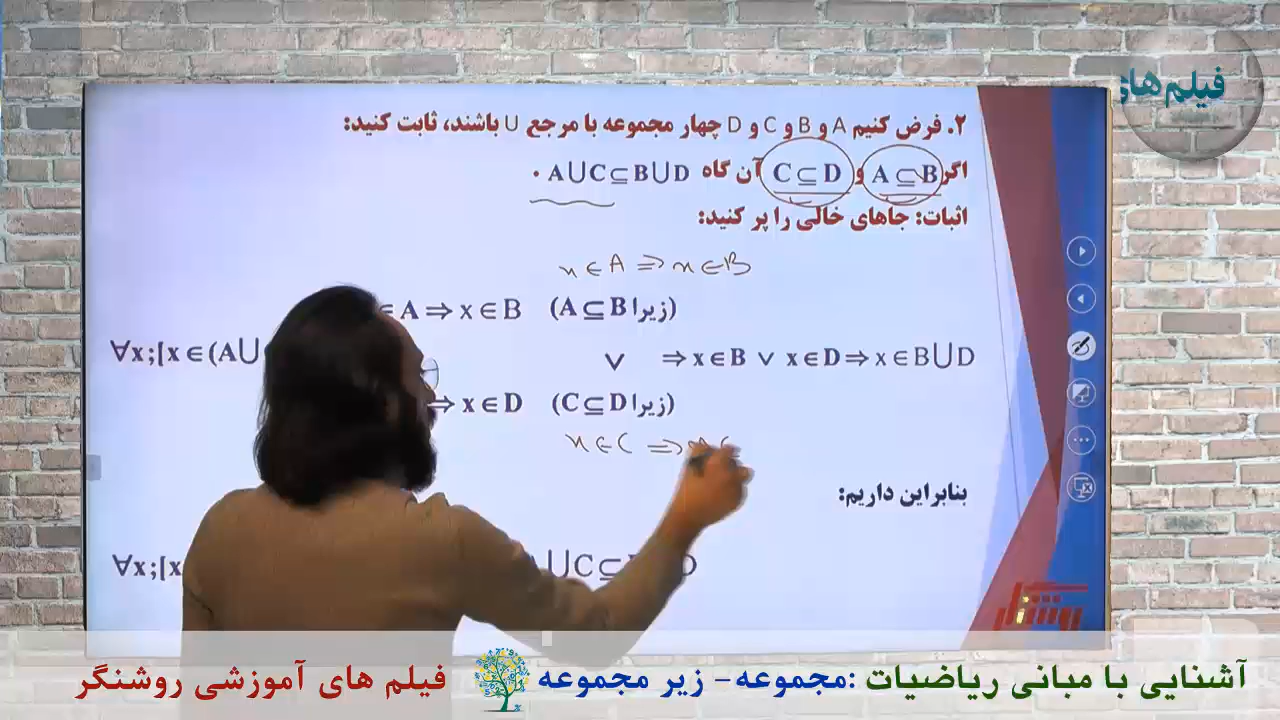 فیلم های
۲. فرض کنیم A و B و C و D چهار مجموعه با مرجع U باشند، ثابت کنید:
اگر A ⊆ B و C ⊆ D آن گاه A⋃C ⊆ B⋃D .
اثبات: جاهای خالی را پر کنید:
x ∈ A ⇒ x ∈ B
∈ A ⇒ x ∈ B (زیرا A ⊆ B)
∀x;[x ∈ (A⋃ ∨ ⇒ x ∈ B ∨ x ∈ D ⇒ x ∈ B⋃D
⇒ x ∈ D (زیرا C ⊆ D)
x ∈ C ⇒
بنابراین داریم:
∀x;[x ⋃C ⊆ D
روشنگر
آشنایی با مبانی ریاضیات :مجموعه- زیر مجموعه فیلم های آموزشی روشنگر